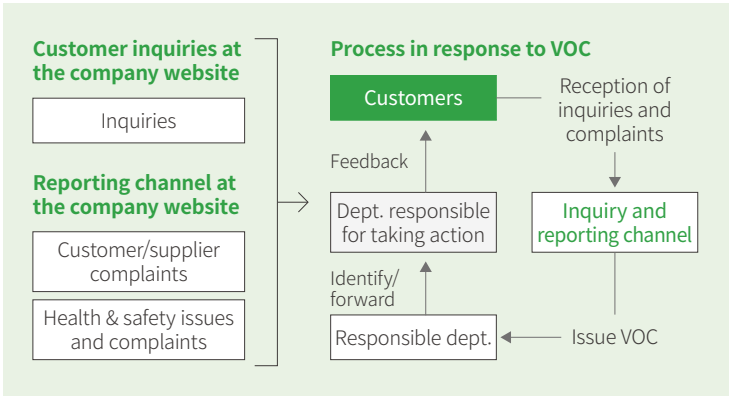 Customer inquiries at
the company website
Inquiries
Reporting channel at
the company website
Customer/supplier
complaints
Health & safety issues
and complaints
Process in response to VOC
Customers
Reception of
inquiries and
complaints
Feedback
Dept. responsible
for taking action
Inquiry and
reporting channel
Identify/
forward
Responsible dept.
Issue VOC